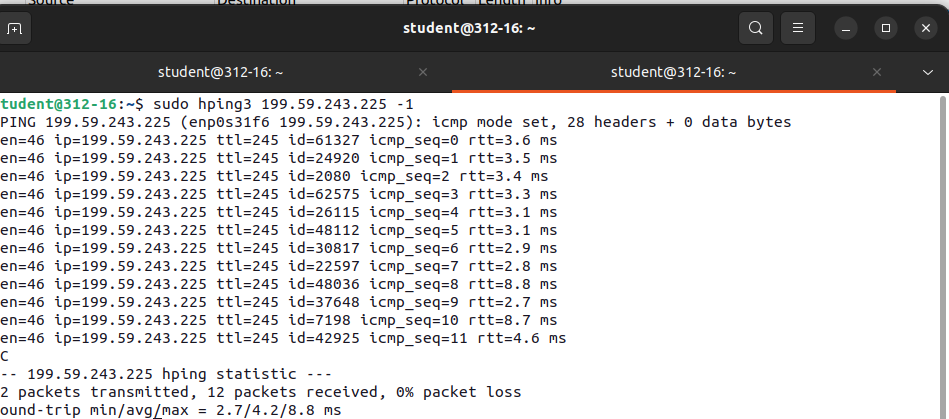 Source Destination Protocol Length Info
student@312-16: ~
student@312-16: ~ student@312-16: ~
tudent@312-16:~$ sudo hping3 199.59.243.225 -1
PING 199.59.243.225 (enp0s31f6 199.59.243.225): icmp mode set, 28 headers + 0 data bytes
en=46 ip=199.59.243.225 ttl=245 id=61327 icmp_seq=0 rtt=3.6 ms
en=46 ip=199.59.243.225 ttl=245 id=24920 icmp_seq=1 rtt=3.5 ms
en=46 ip=199.59.243.225 ttl=245 id=2080 icmp_seq=2 rtt=3.4 ms
en=46 ip=199.59.243.225 ttl=245 id=62575 icmp_seq=3 rtt=3.3 ms
en=46 ip=199.59.243.225 ttl=245 id=26115 icmp_seq=4 rtt=3.1 ms
en=46 ip=199.59.243.225 ttl=245 id=48112 icmp_seq=5 rtt=3.1 ms
en=46 ip=199.59.243.225 ttl=245 id=30817 icmp_seq=6 rtt=2.9 ms
en=46 ip=199.59.243.225 ttl=245 id=22597 icmp_seq=7 rtt=2.8 ms
en=46 ip=199.59.243.225 ttl=245 id=48036 icmp_seq=8 rtt=8.8 ms
en=46 ip=199.59.243.225 ttl=245 id=37648 icmp_seq=9 rtt=2.7 ms
en=46 ip=199.59.243.225 ttl=245 id=7198 icmp_seq=10 rtt=8.7 ms
en=46 ip=199.59.243.225 ttl=245 id=42925 icmp_seq=11 rtt=4.6 ms
C
-- 199.59.243.225 hping statistic ---
2 packets transmitted, 12 packets received, 0% packet loss
ound-trip min/avg/max = 2.7/4.2/8.8 ms